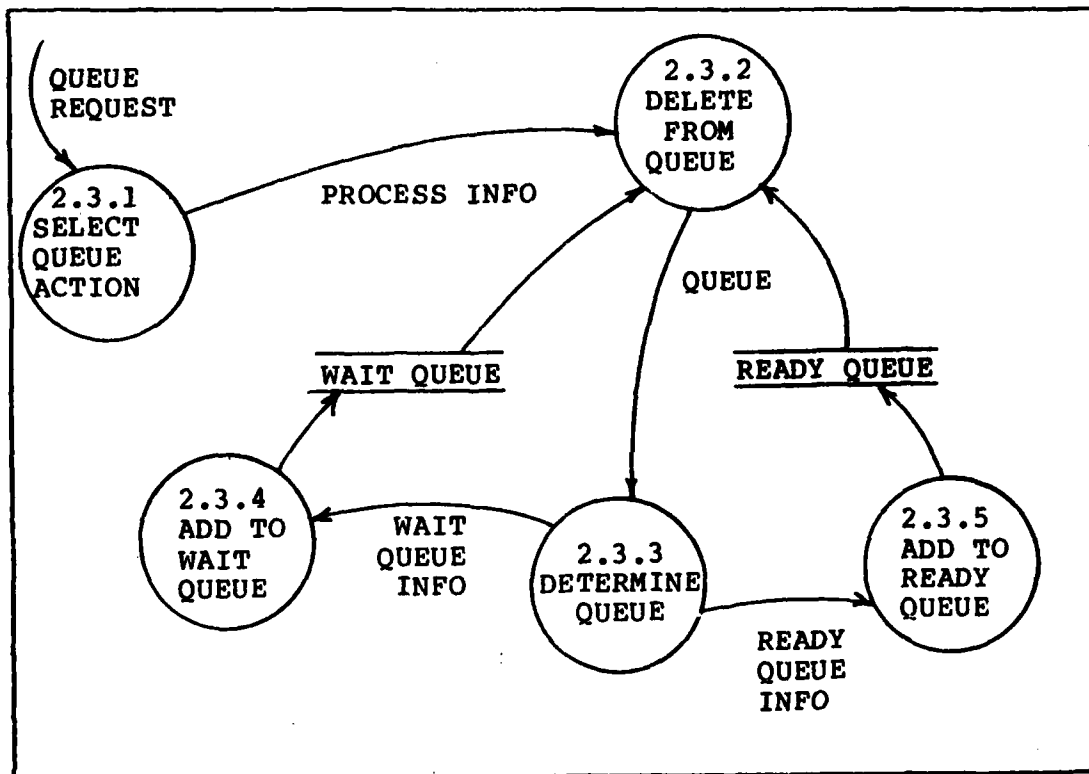 QUEUE
REQUEST
2.3.1
SELECT
QUEUE
ACTION
PROCESS INFO
2.3.2
DELETE
FROM
QUEUE
QUEUE
WAIT QUEUE
READY QUEUE
2.3.4
ADD TO
WAIT
QUEUE
WAIT
QUEUE
INFO
2.3.3
DETERMINE
QUEUE
2.3.5
ADD TO
READY
QUEUE
READY
QUEUE
INFO